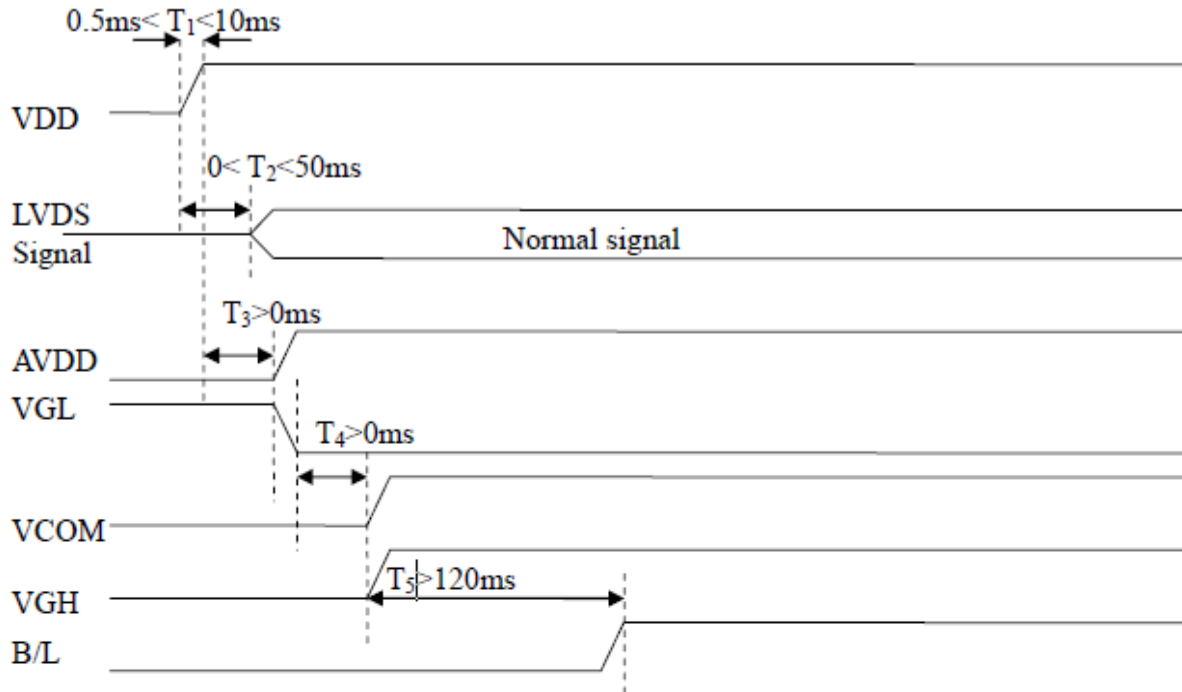 0.5ms< T₁<10ms
VDD
0< T₂<50ms
LVDS
Signal
Normal signal
T₃>0ms
AVDD
VGL
T₄>0ms
VCOM
T₅>120ms
VGH
B/L